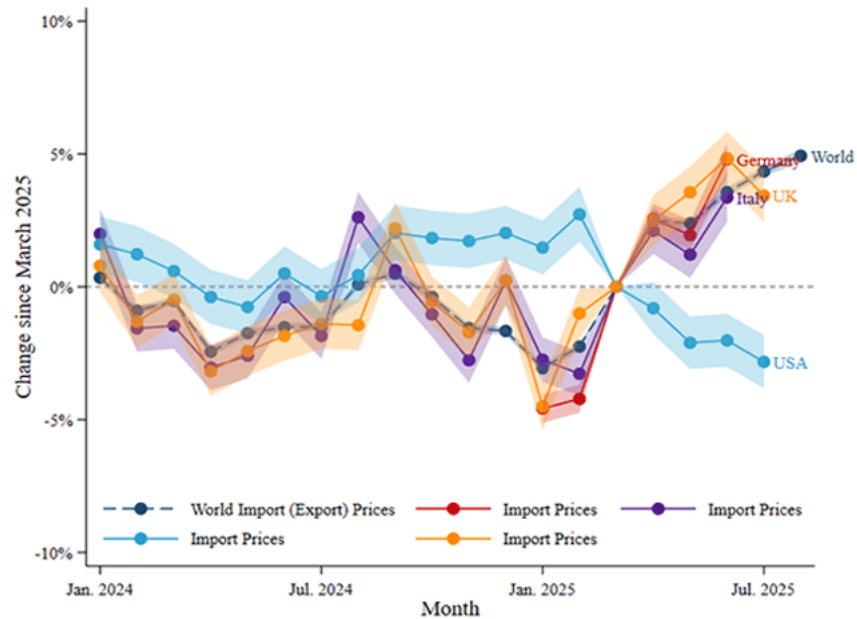 10%
5%
0%
-5%
-10%
Change since March 2025
Germany
World
Italy
UK
USA
World Import (Export) Prices
Import Prices
Import Prices
Import Prices
Import Prices
Jan. 2024
Jul. 2024
Jan. 2025
Jul. 2025
Month